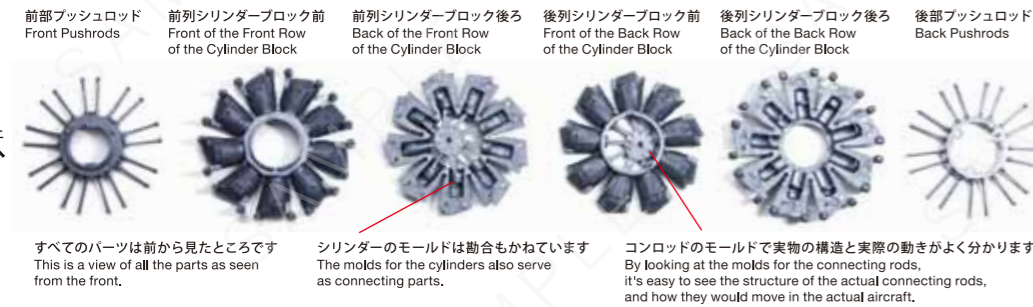 前部プッシュロッド
Front Pushrods
前列シリンダーブロック前
Front of the Front Row
of the Cylinder Block
前列シリンダーブロック後ろ
Back of the Front Row
of the Cylinder Block
後列シリンダーブロック前
Front of the Back Row
of the Cylinder Block
後列シリンダーブロック後ろ
Back of the Back Row
of the Cylinder Block
後部プッシュロッド
Back Pushrods
すべてのパーツは前から見たところです
This is a view of all the parts as seen
from the front.
シリンダーのモールドは勘合もかねています
The molds for the cylinders also serve
as connecting parts.
コンロッドのモールドで実物の構造と実際の動きがよく分かります
By looking at the molds for the connecting rods,
it's easy to see the structure of the actual connecting rods,
and how they would move in the actual aircraft.